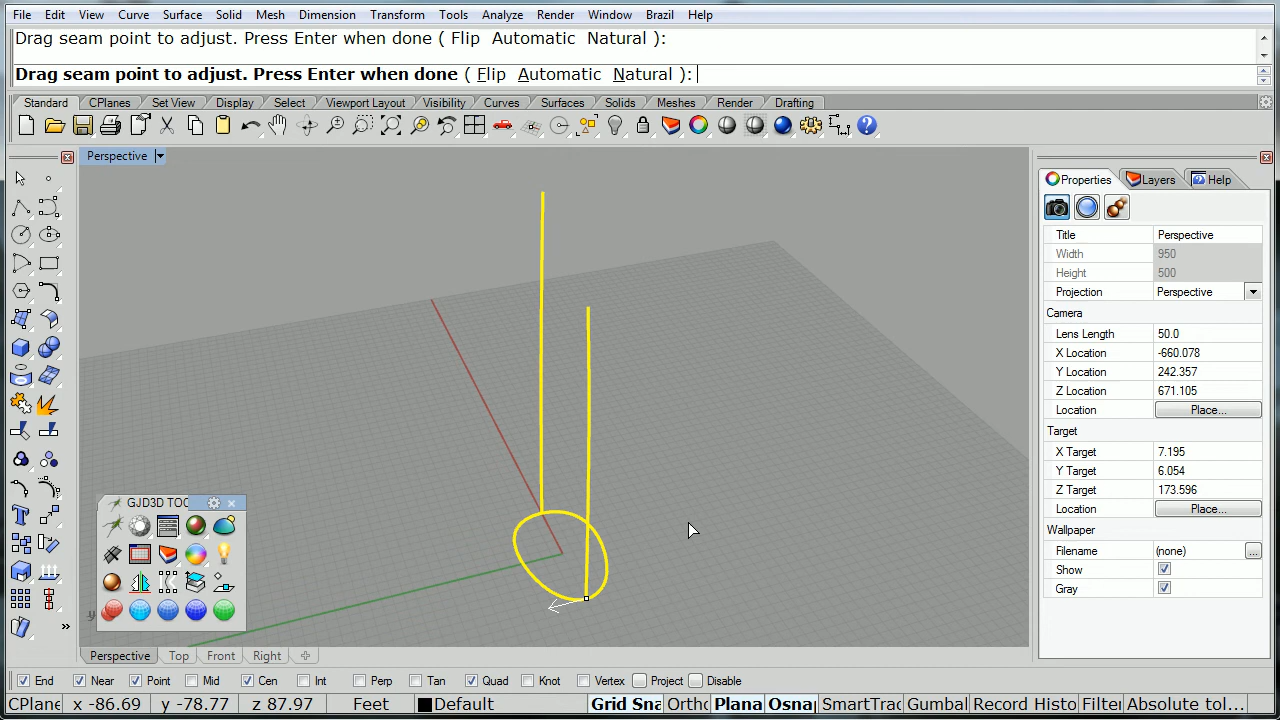 File Edit View Curve Surface Solid Mesh Dimension Transform Tools Analyze Render Window Brazil Help
Drag seam point to adjust. Press Enter when done ( Flip Automatic Natural ):
Drag seam point to adjust. Press Enter when done ( Flip Automatic Natural ):
Standard CPlanes Set View Display Select Viewport Layout Visibility Curves Surfaces Solids Meshes Render Drafting
Perspective
Properties Layers Help
Title Perspective
Width 950
Height 500
Projection Perspective
Camera
Lens Length 50.0
X Location -660.078
Y Location 242.357
Z Location 671.105
Location Place...
Target
X Target 7.195
Y Target 6.054
Z Target 173.596
Location Place...
Wallpaper
Filename (none) ...
Show
Gray
GJD3D TOO
y
Perspective Top Front Right
End Near Point Mid Cen Int Perp Tan Quad Knot Vertex Project Disable
CPlane x -86.69 y -78.77 z 87.97 Feet Default Grid Sna Ortho Plana Osna SmartTrac Gumbal Record Histo Filte Absolute tol...